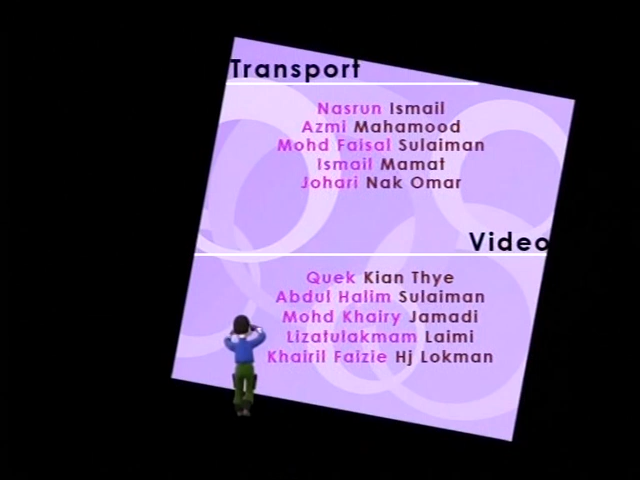 Transport
Nasrun Ismail
Azmi Mahamood
Mohd Faisal Sulaiman
Ismail Mamat
Johari Nak Omar
Video
Quek Kian Thye
Abdul Halim Sulaiman
Mohd Khairy Jamadi
Lizatulakmam Laimi
Khairil Faizie Hj Lokman